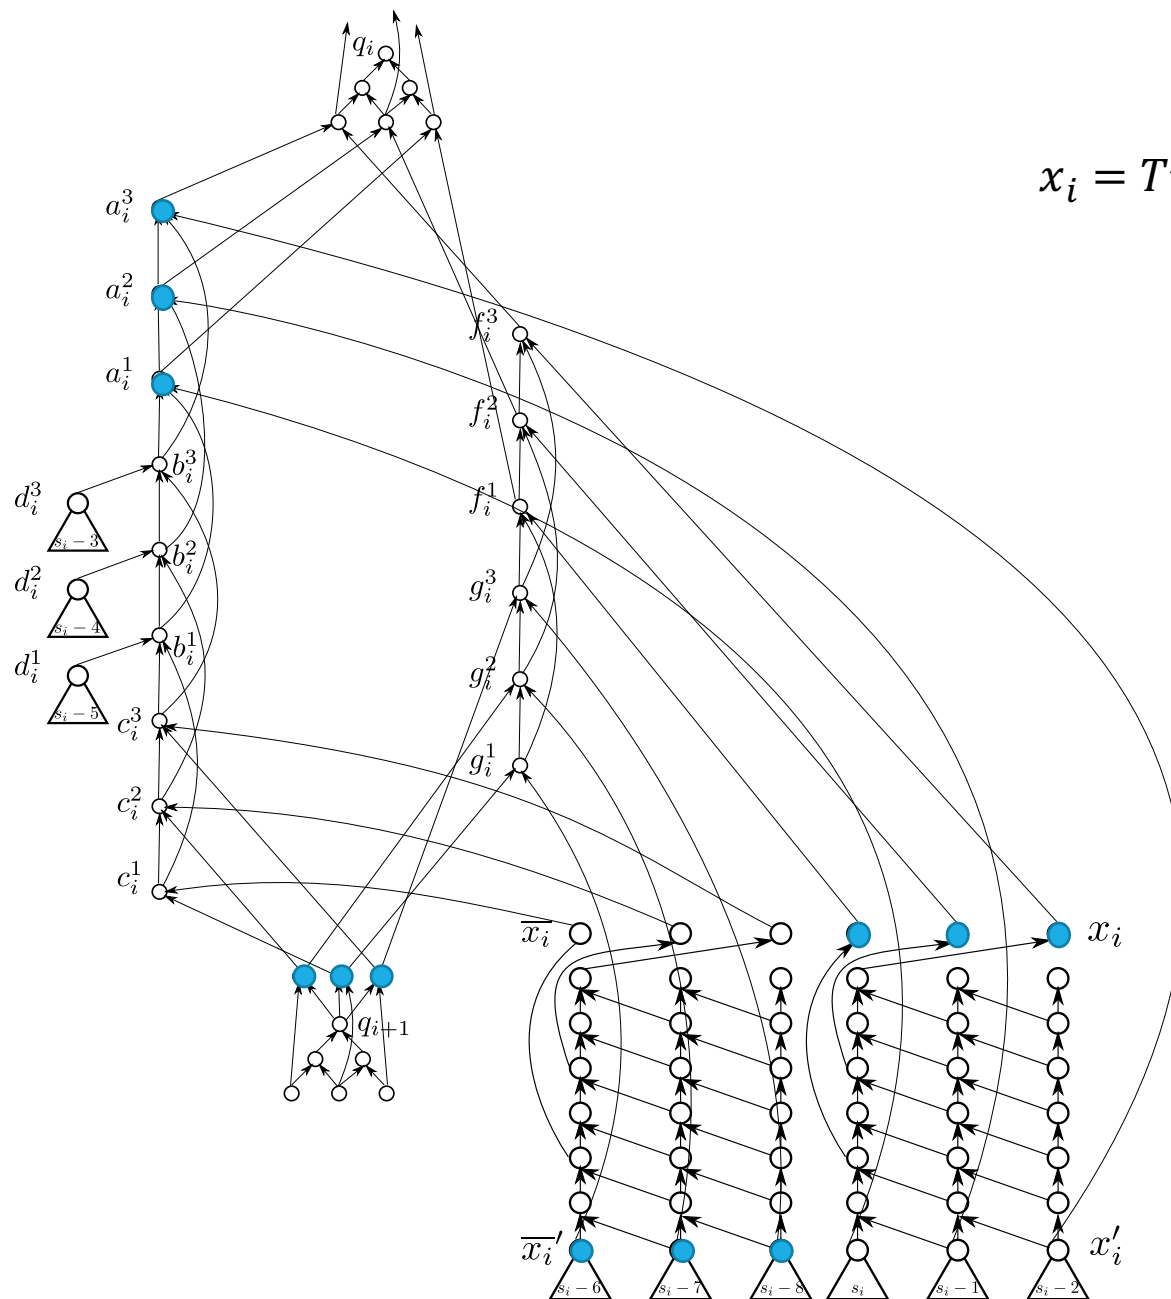 q_i
x_i = T
a_i^3
a_i^2
f_i^3
a_i^1
f_i^2
b_i^3
d_i^3
f_i^1
s_i − 3
b_i^2
d_i^2
g_i^3
s_i − 4
b_i^1
d_i^1
g_i^2
s_i − 5
c_i^3
g_i^1
c_i^2
c_i^1
\overline{x_i}
x_i
q_{i+1}
\overline{x_i}'
x_i'
s_i − 6
s_i − 7
s_i − 8
s_i
s_i − 1
s_i − 2